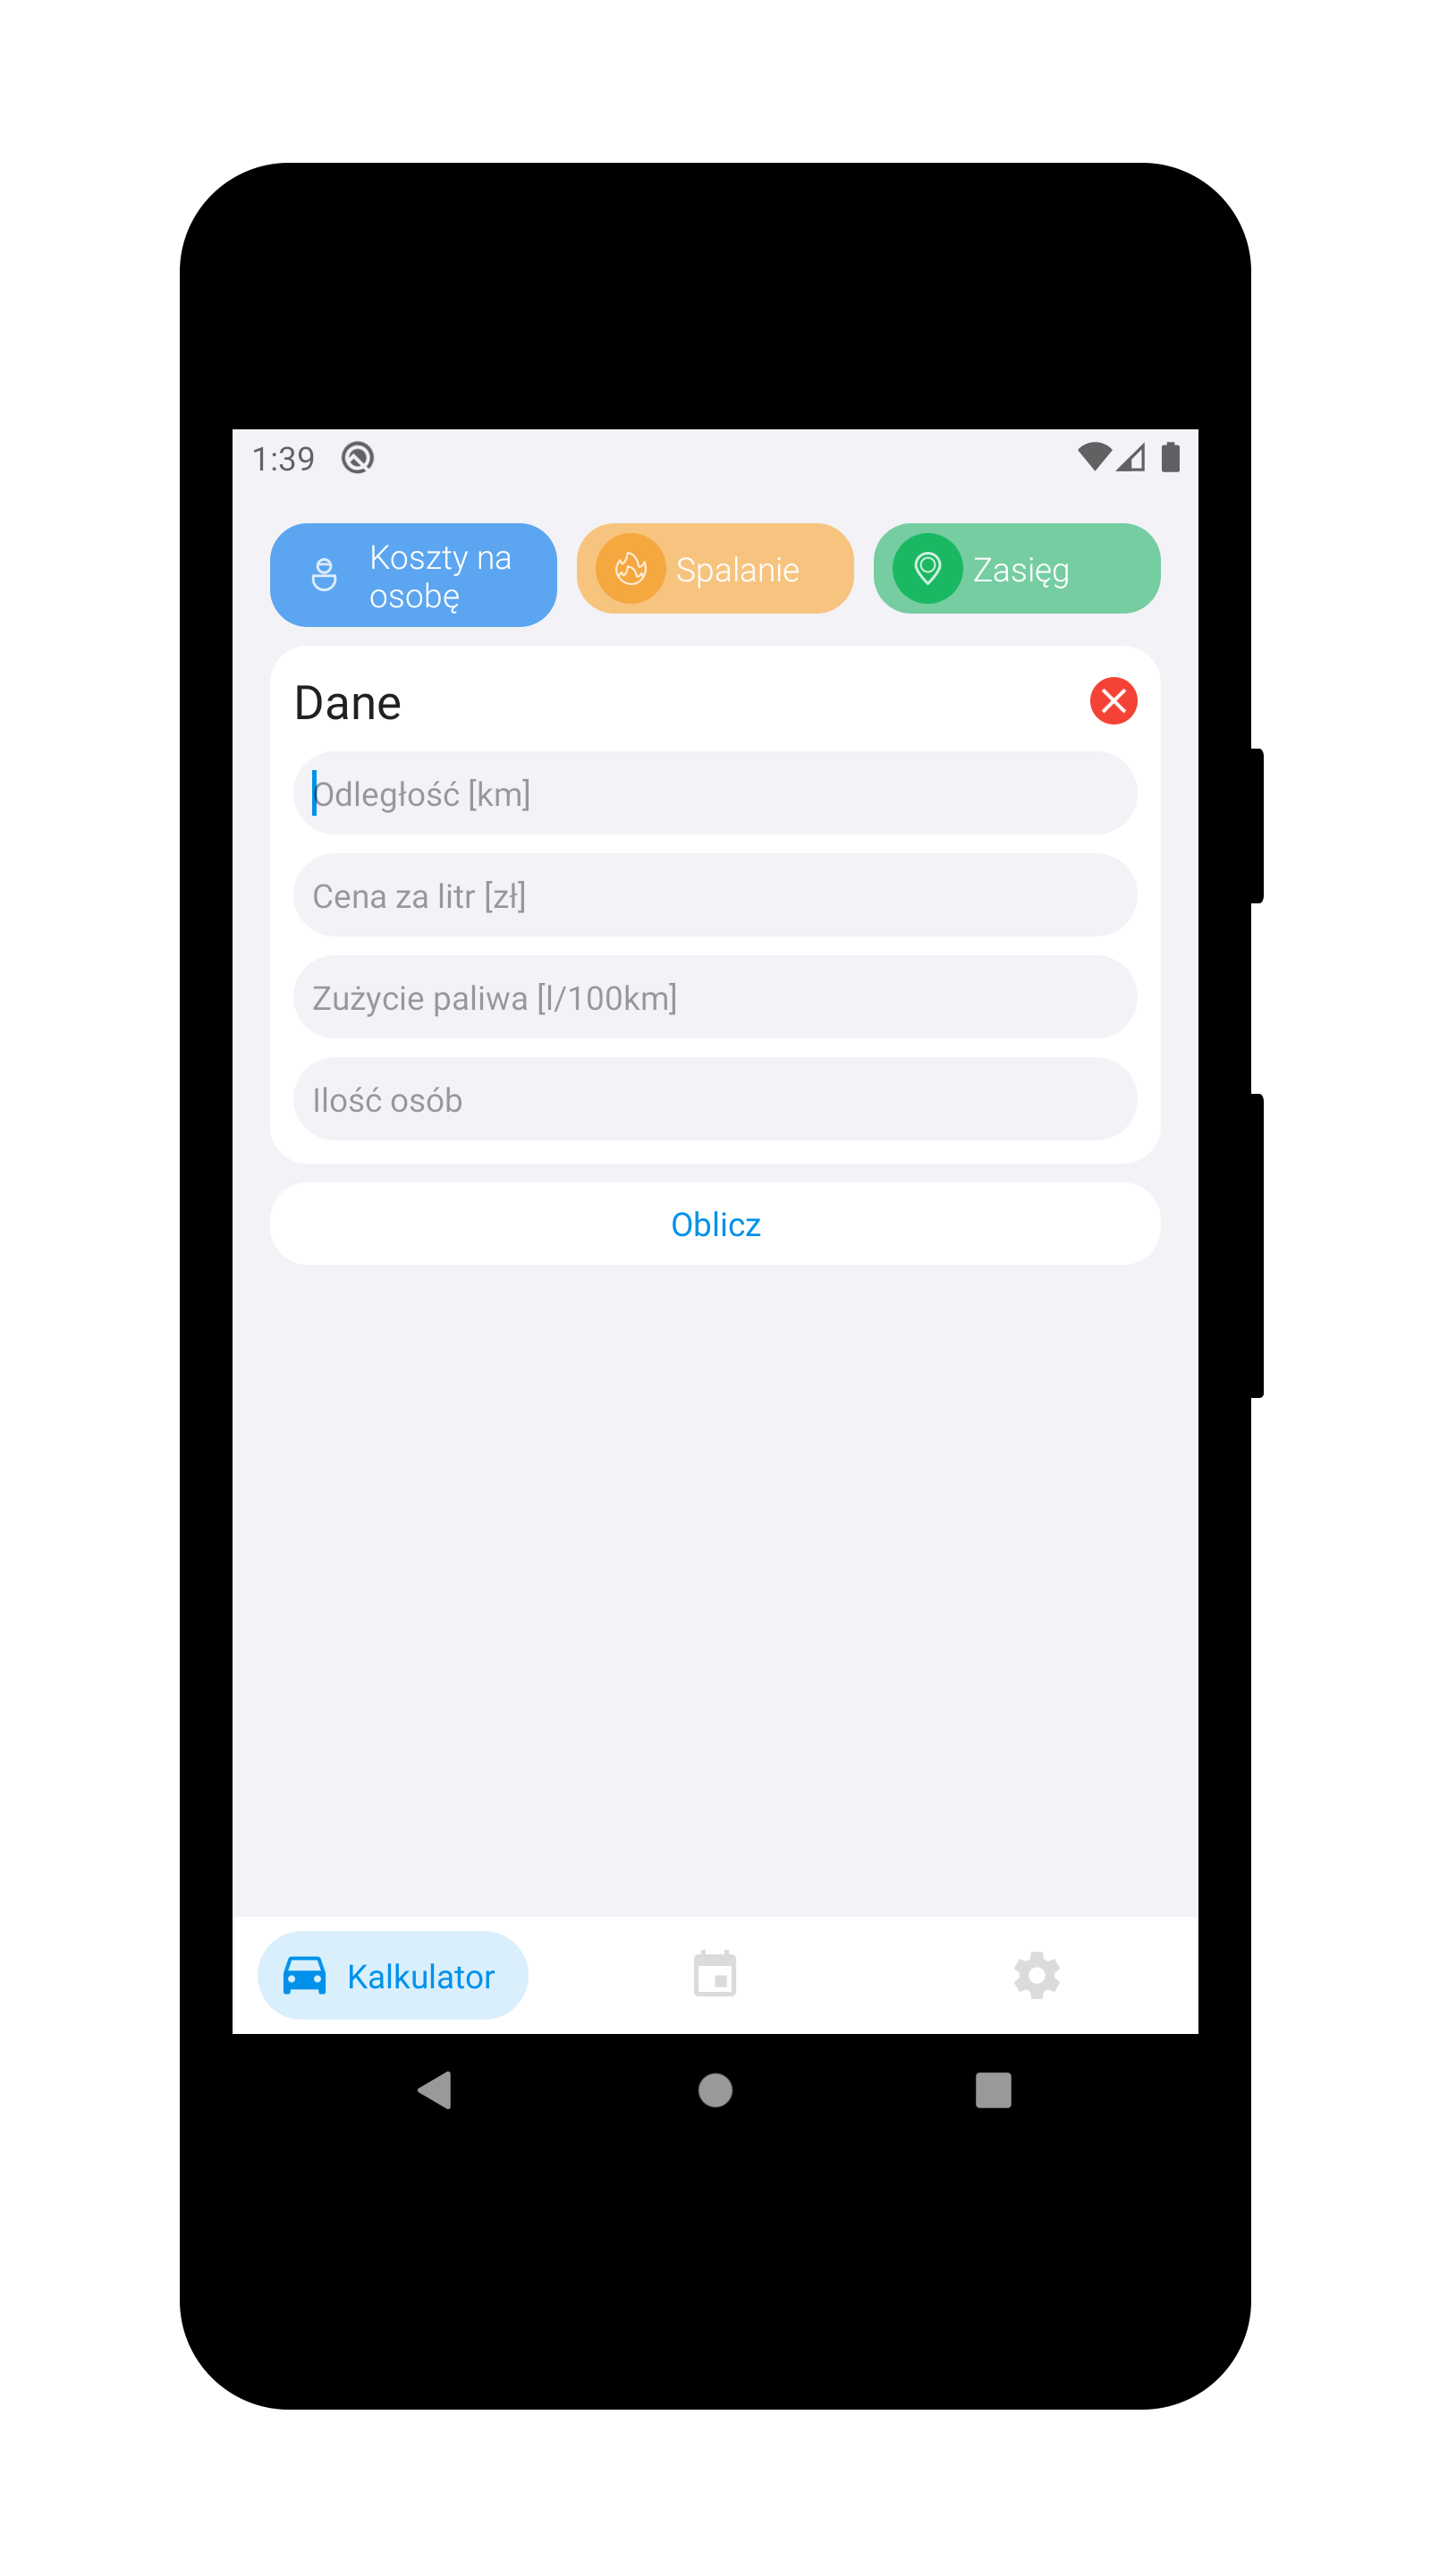 1:39
Koszty na
osobę
Spalanie
Zasięg
Dane
Odległość [km]
Cena za litr [zł]
Zużycie paliwa [l/100km]
Ilość osób
Oblicz
Kalkulator